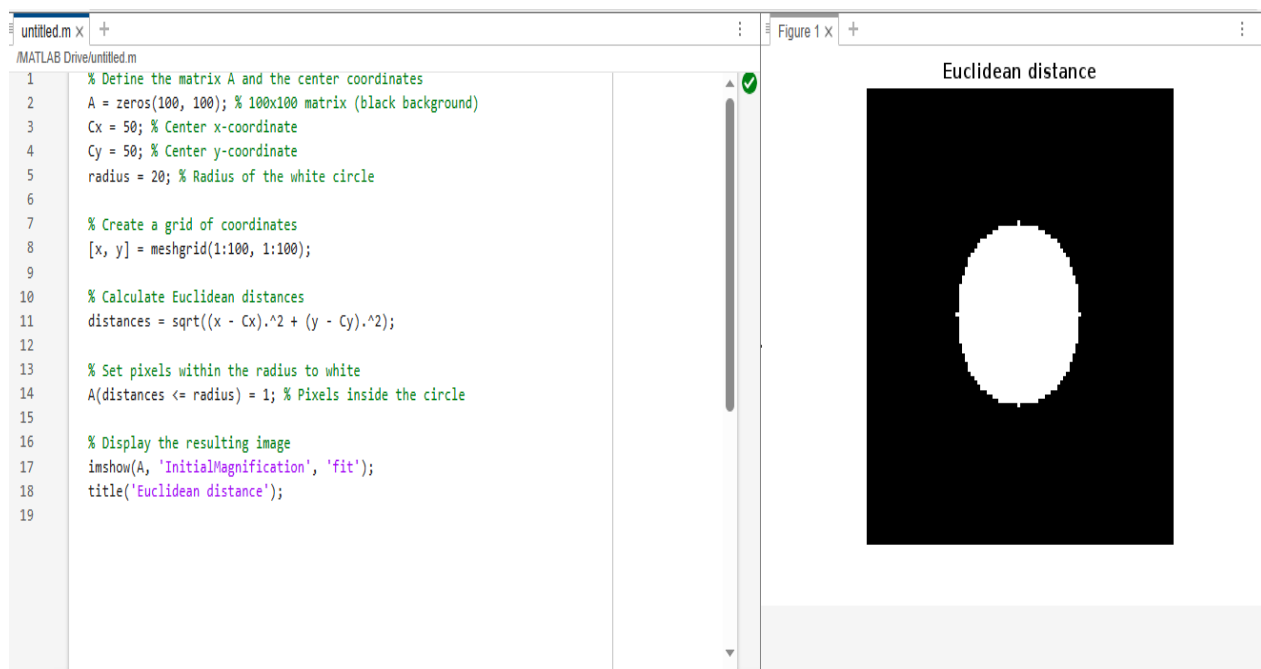 untitled.m × +
/MATLAB Drive/untitled.m
1 % Define the matrix A and the center coordinates
2 A = zeros(100, 100); % 100x100 matrix (black background)
3 Cx = 50; % Center x-coordinate
4 Cy = 50; % Center y-coordinate
5 radius = 20; % Radius of the white circle
6
7 % Create a grid of coordinates
8 [x, y] = meshgrid(1:100, 1:100);
9
10 % Calculate Euclidean distances
11 distances = sqrt((x - Cx).^2 + (y - Cy).^2);
12
13 % Set pixels within the radius to white
14 A(distances <= radius) = 1; % Pixels inside the circle
15
16 % Display the resulting image
17 imshow(A, 'InitialMagnification', 'fit');
18 title('Euclidean distance');
19
Figure 1 × +
Euclidean distance